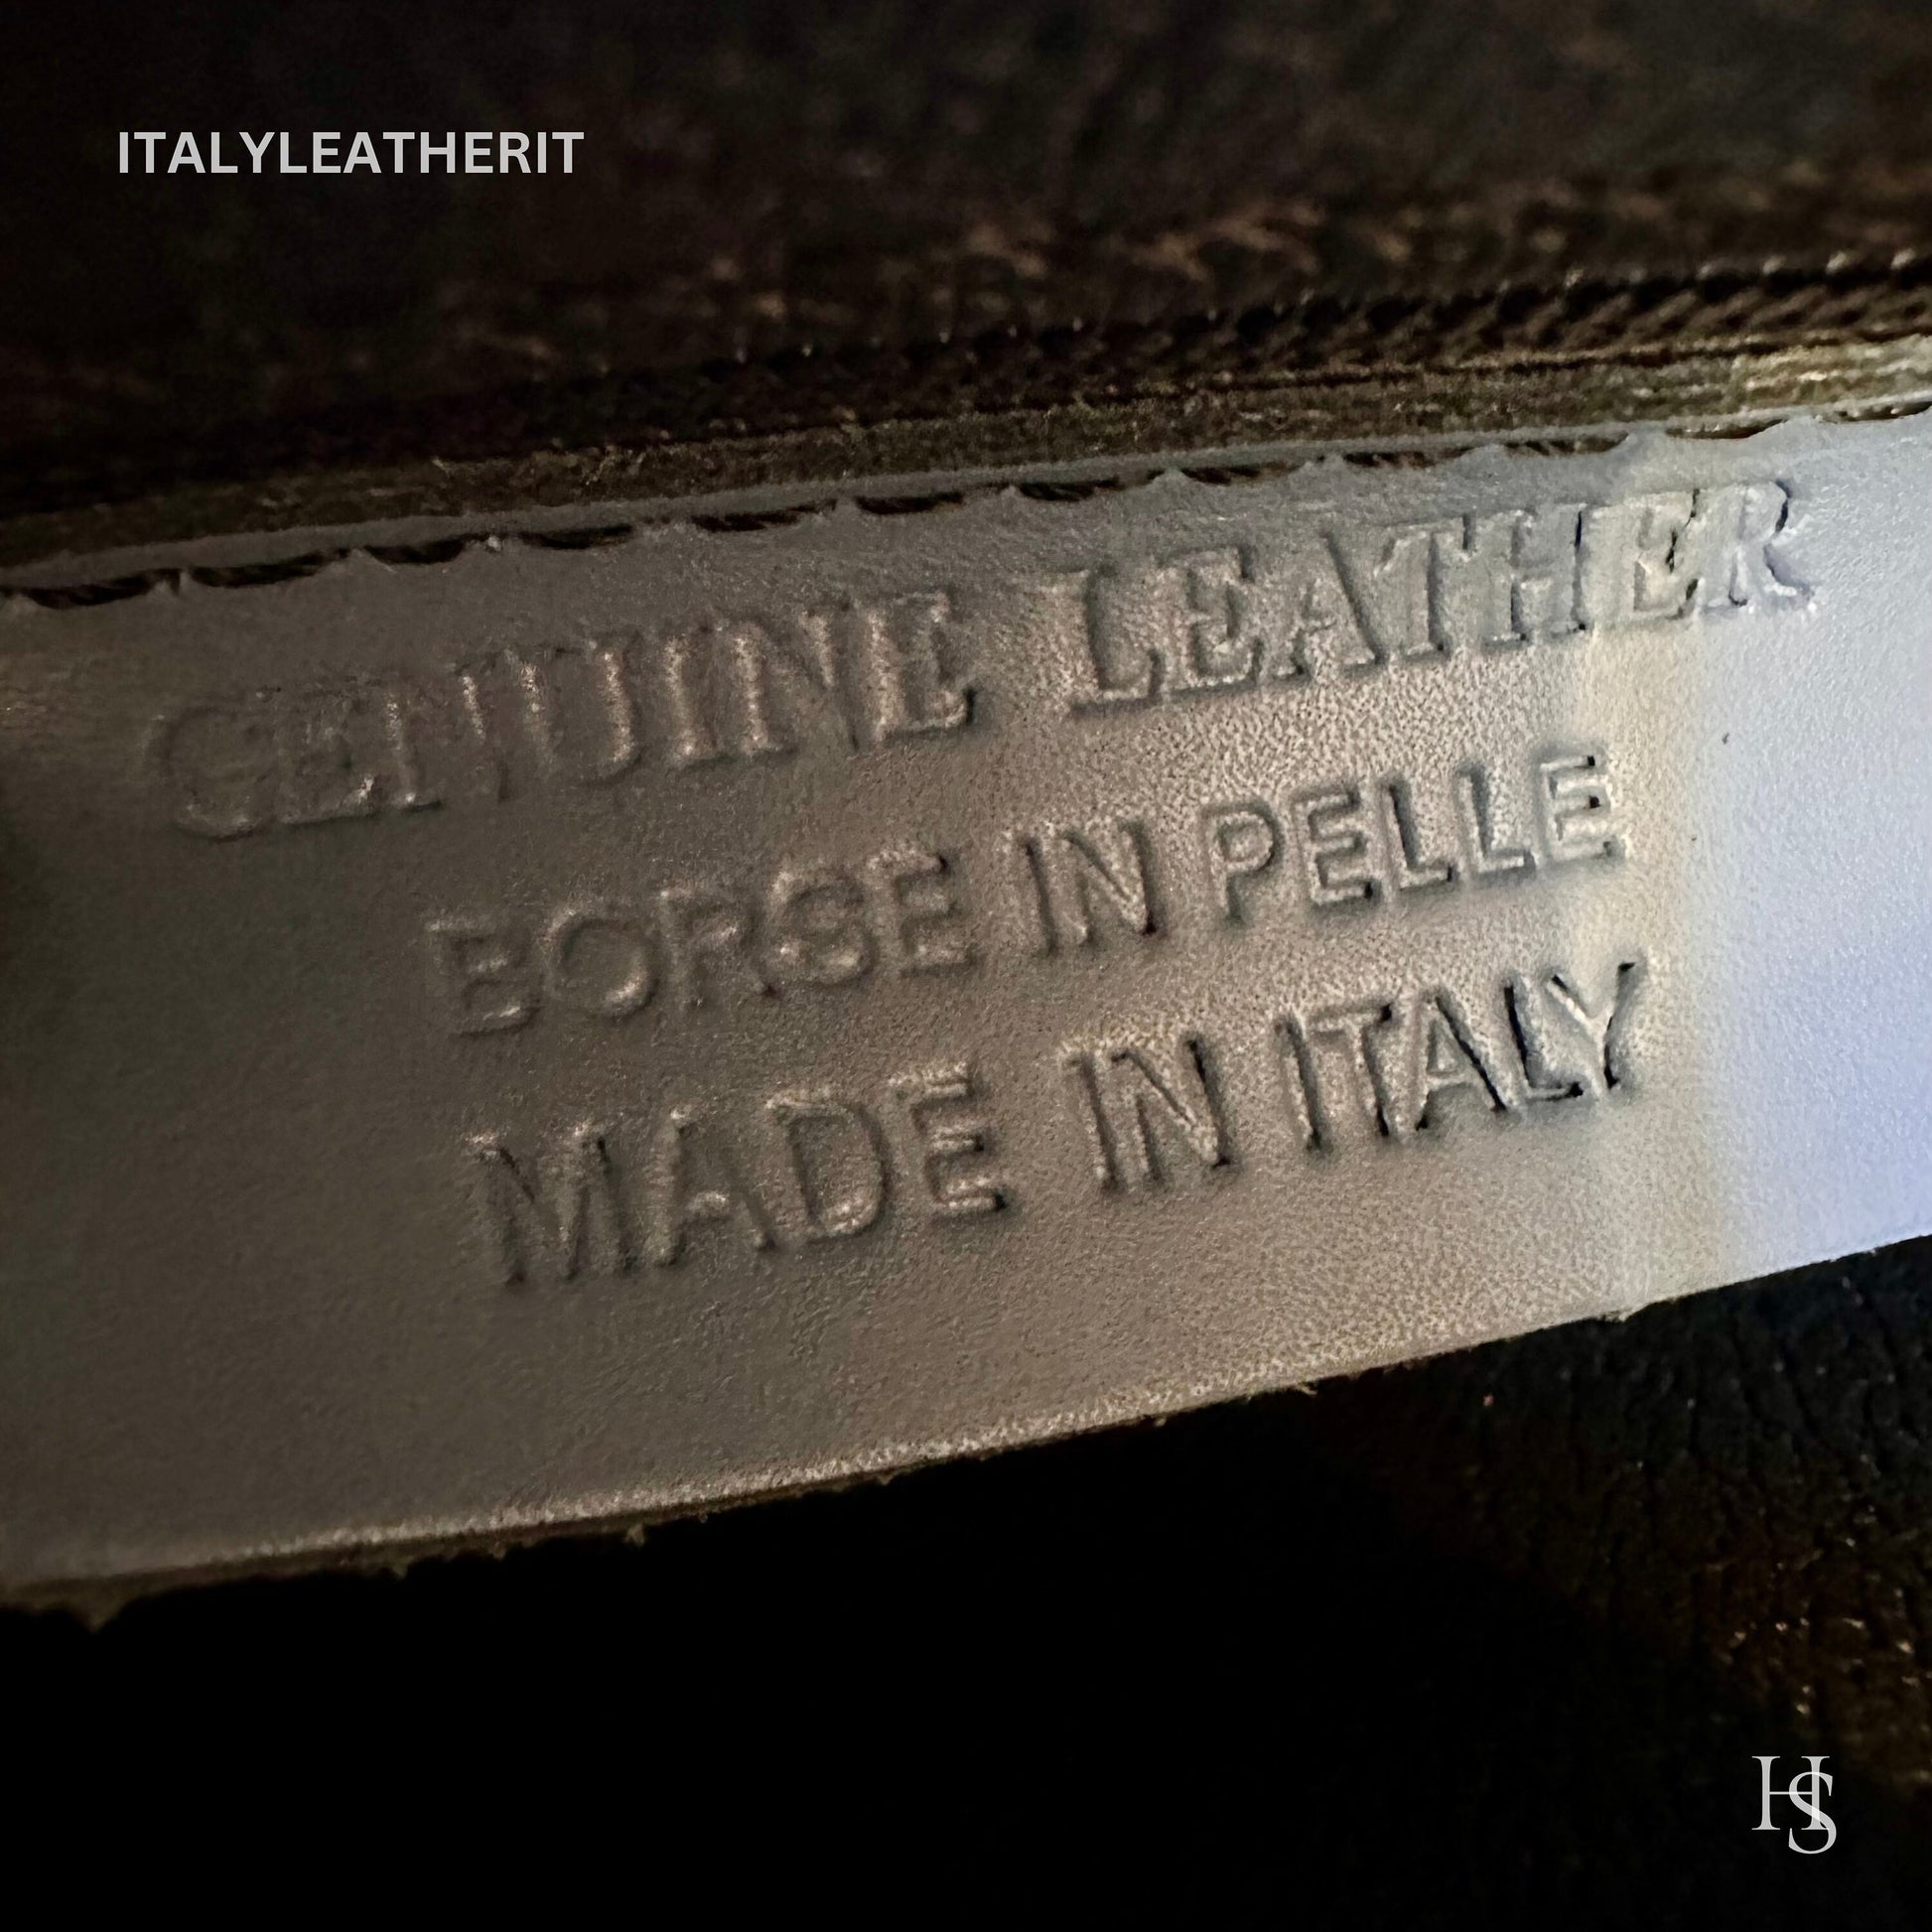 ITALYLEATHERIT
GENUINE LEATHER
BORSE IN PELLE
MADE IN ITALY
HS